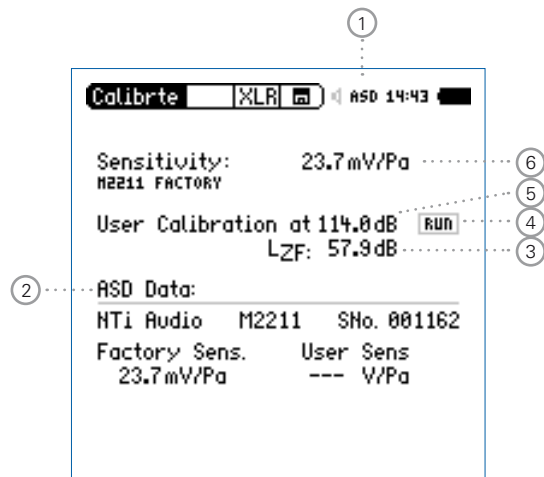 1
Calibrte XLR ASD 14:43
Sensitivity: 23.7mV/Pa 6
M2211 FACTORY
5
User Calibration at 114.0dB RUN 4
LZF: 57.9dB 3
2 ASD Data:
NTi Audio M2211 SNo. 001162
Factory Sens. User Sens
23.7mV/Pa --- V/Pa